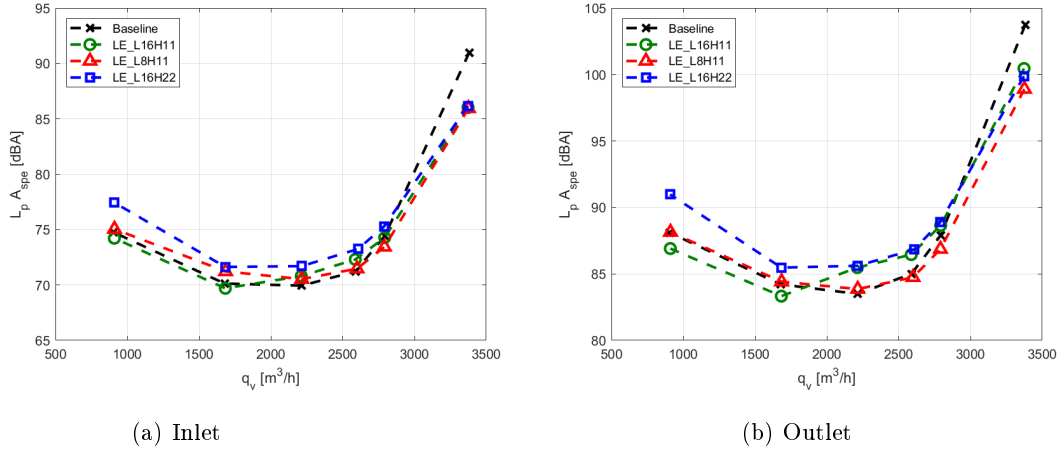 95
90
85
80
75
70
65
500
1000
1500
2000
2500
3000
3500
L_p A_spe [dBA]
q_v [m^3/h]
Baseline
LE_L16H11
LE_L8H11
LE_L16H22
(a) Inlet
105
100
95
90
85
80
500
1000
1500
2000
2500
3000
3500
L_p A_spe [dBA]
q_v [m^3/h]
Baseline
LE_L16H11
LE_L8H11
LE_L16H22
(b) Outlet